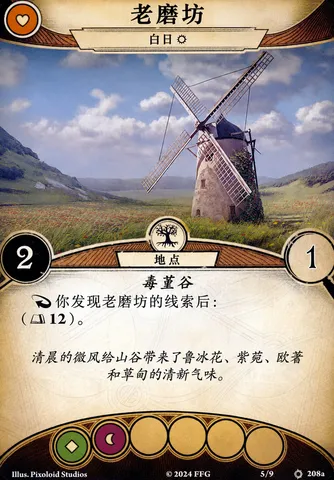 老磨坊
白日
地点
2
1
毒堇谷
你发现老磨坊的线索后:
( 12)。
清晨的微风给山谷带来了鲁冰花、紫菀、欧蓍
和草甸的清新气味。
Illus. Pixoloid Studios
© 2024 FFG
5/9
208a